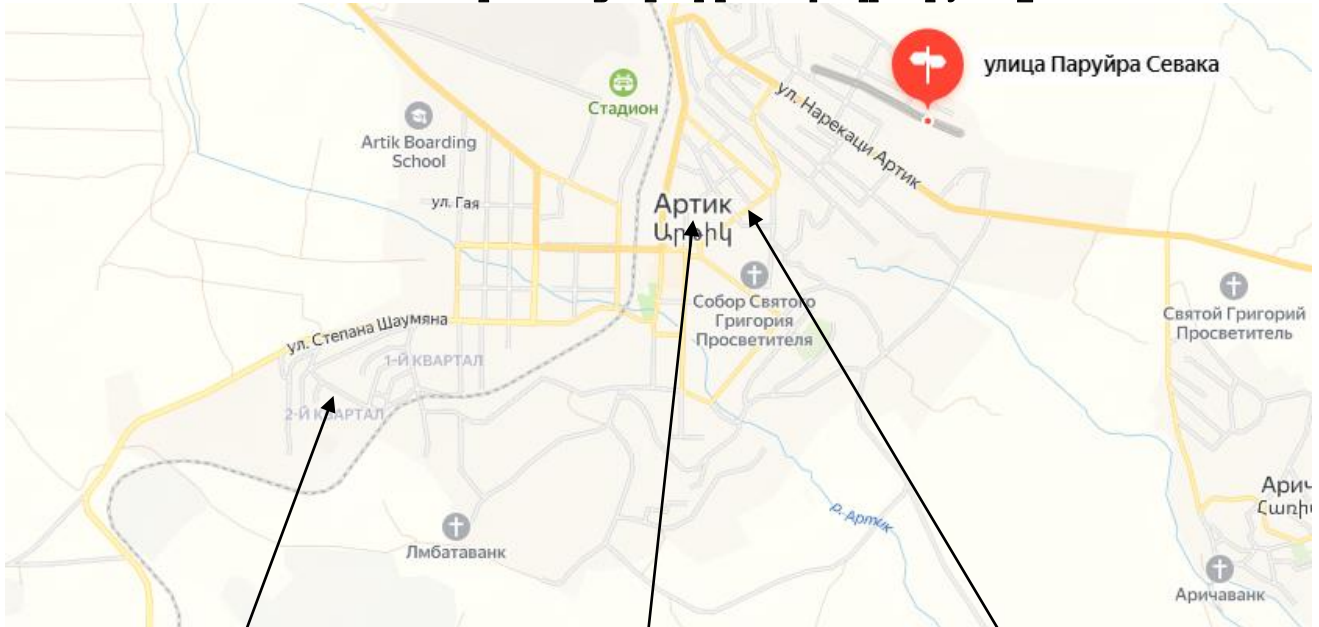 улица Паруйра Севака
ул. Нарекаци Артик
Стадион
Artik Boarding
School
ул. Гая
Артик
Արթիկ
Собор Святого
Григория
Просветителя
Святой Григорий
Просветитель
ул. Степана Шаумяна
1-Й КВАРТАЛ
2-Й КВАРТАЛ
р. Артик
Лмбатаванк
Арич
Аричаванк